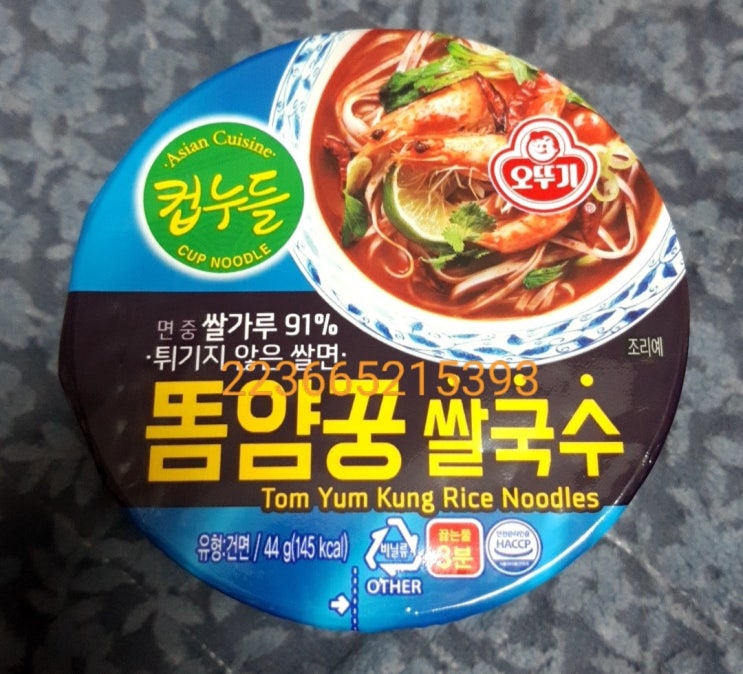 ·Asian Cuisine·
컵누들
CUP NOODLE
오뚜기
®
면 중 쌀가루 91%
·튀기지 않은 쌀면·
조리예
223665215393
똠얌꿍 쌀국수
Tom Yum Kung Rice Noodles
유형:건면 / 44 g(145 kcal)
비닐류
OTHER
끓는물
3분
HACCP